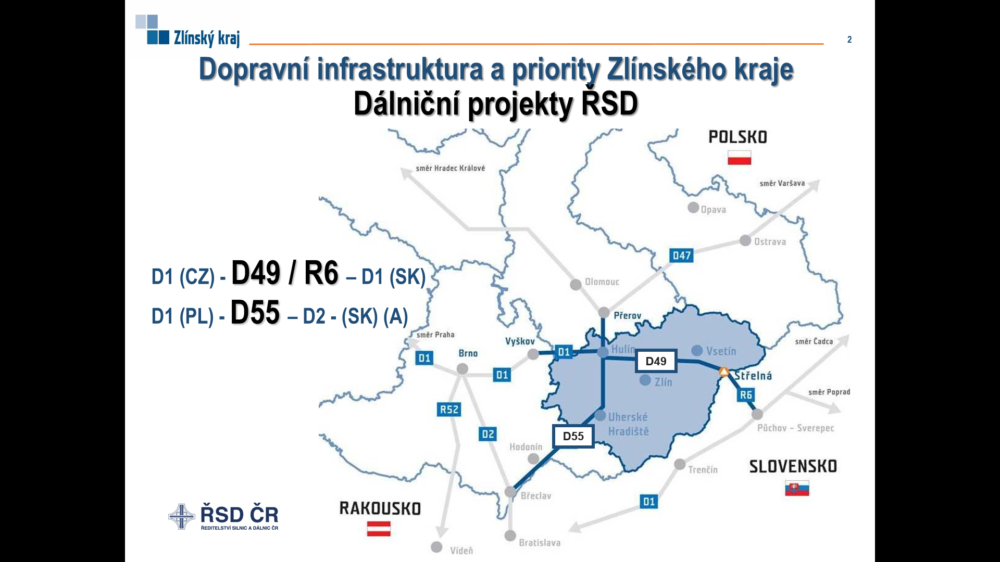 Zlínský kraj
2
Dopravní infrastruktura a priority Zlínského kraje
Dálniční projekty ŘSD
POLSKO
směr Hradec Králové
směr Varšava
Opava
Ostrava
D47
D1 (CZ) - D49 / R6 – D1 (SK)
Olomouc
D1 (PL) - D55 – D2 - (SK) (A)
Přerov
směr Praha
Vyškov
směr Čadca
Brno
D1
Hulín
Vsetín
D1
D49
D1
Střelná
Zlín
směr Poprad
R6
R52
Uherské
Hradiště
Púchov - Sverepec
D2
D55
Hodonín
Trenčín
SLOVENSKO
Břeclav
D1
RAKOUSKO
ŘSD ČR
ŘEDITELSTVÍ SILNIC A DÁLNIC ČR
Bratislava
Vídeň